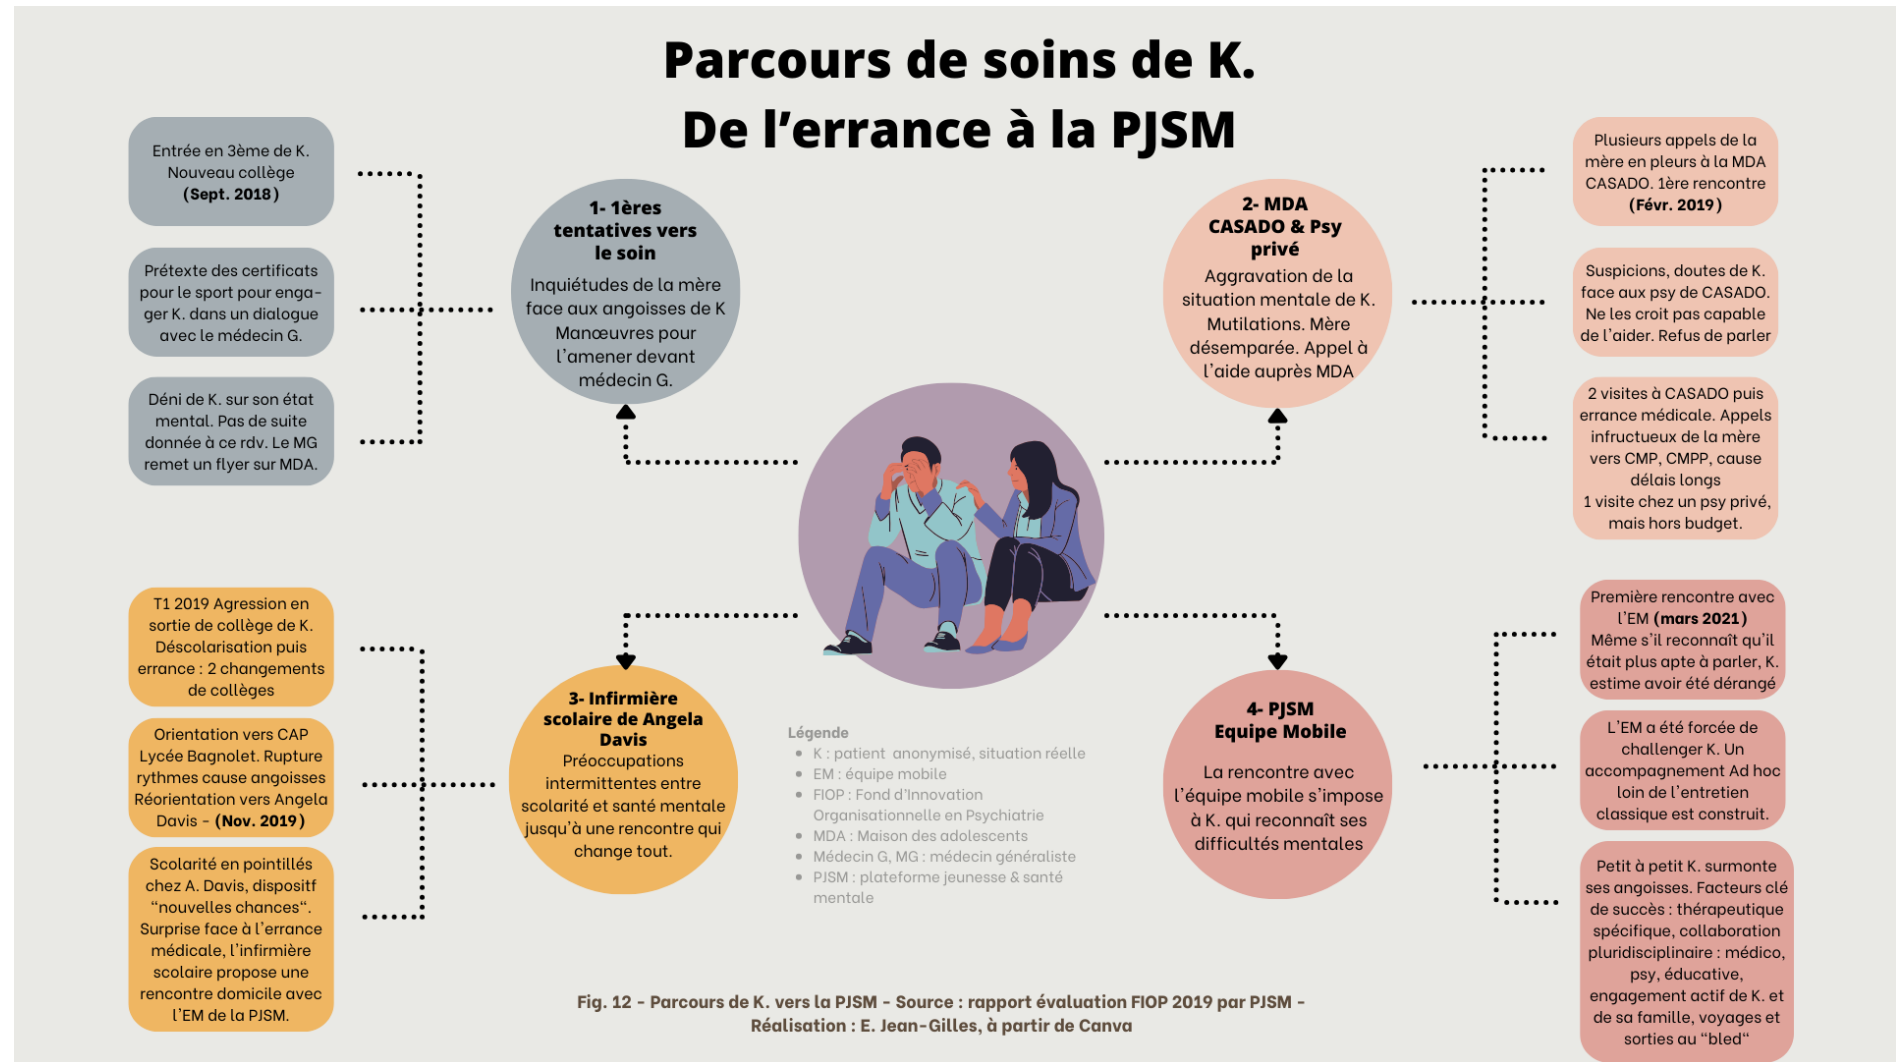 Parcours de soins de K.
De l'errance à la PJSM
Entrée en 3ème de K.
Nouveau collège
(Sept. 2018)
Prétexte des certificats
pour le sport pour enga-
ger K. dans un dialogue
avec le médecin G.
Déni de K. sur son état
mental. Pas de suite
donnée à ce rdv. Le MG
remet un flyer sur MDA.
1- 1ères
tentatives vers
le soin
Inquiétudes de la mère
face aux angoisses de K
Manœuvres pour
l'amener devant
médecin G.
2- MDA
CASADO & Psy
privé
Aggravation de la
situation mentale de K.
Mutilations. Mère
désemparée. Appel à
l'aide auprès MDA
Plusieurs appels de la
mère en pleurs à la MDA
CASADO. 1ère rencontre
(Févr. 2019)
Suspicions, doutes de K.
face aux psy de CASADO.
Ne les croit pas capable
de l'aider. Refus de parler
2 visites à CASADO puis
errance médicale. Appels
infructueux de la mère
vers CMP, CMPP, cause
délais longs
1 visite chez un psy privé,
mais hors budget.
T1 2019 Agression en
sortie de collège de K.
Déscolarisation puis
errance : 2 changements
de collèges
Orientation vers CAP
Lycée Bagnolet. Rupture
rythmes cause angoisses
Réorientation vers Angela
Davis - (Nov. 2019)
Scolarité en pointillés
chez A. Davis, dispositf
"nouvelles chances".
Surprise face à l'errance
médicale, l'infirmière
scolaire propose une
rencontre domicile avec
l'EM de la PJSM.
3- Infirmière
scolaire de Angela
Davis
Préoccupations
intermittentes entre
scolarité et santé mentale
jusqu'à une rencontre qui
change tout.
Légende
• K : patient anonymisé, situation réelle
• EM : équipe mobile
• FIOP : Fond d'Innovation
Organisationnelle en Psychiatrie
• MDA : Maison des adolescents
• Médecin G, MG : médecin généraliste
• PJSM : plateforme jeunesse & santé
mentale
4- PJSM
Equipe Mobile
La rencontre avec
l'équipe mobile s'impose
à K. qui reconnaît ses
difficultés mentales
Première rencontre avec
l'EM (mars 2021)
Même s'il reconnaît qu'il
était plus apte à parler, K.
estime avoir été dérangé
L'EM a été forcée de
challenger K. Un
accompagnement Ad hoc
loin de l'entretien
classique est construit.
Petit à petit K. surmonte
ses angoisses. Facteurs clé
de succès : thérapeutique
spécifique, collaboration
pluridisciplinaire : médico,
psy, éducative,
engagement actif de K. et
de sa famille, voyages et
sorties au "bled"
Fig. 12 - Parcours de K. vers la PJSM - Source : rapport évaluation FIOP 2019 par PJSM -
Réalisation : E. Jean-Gilles, à partir de Canva